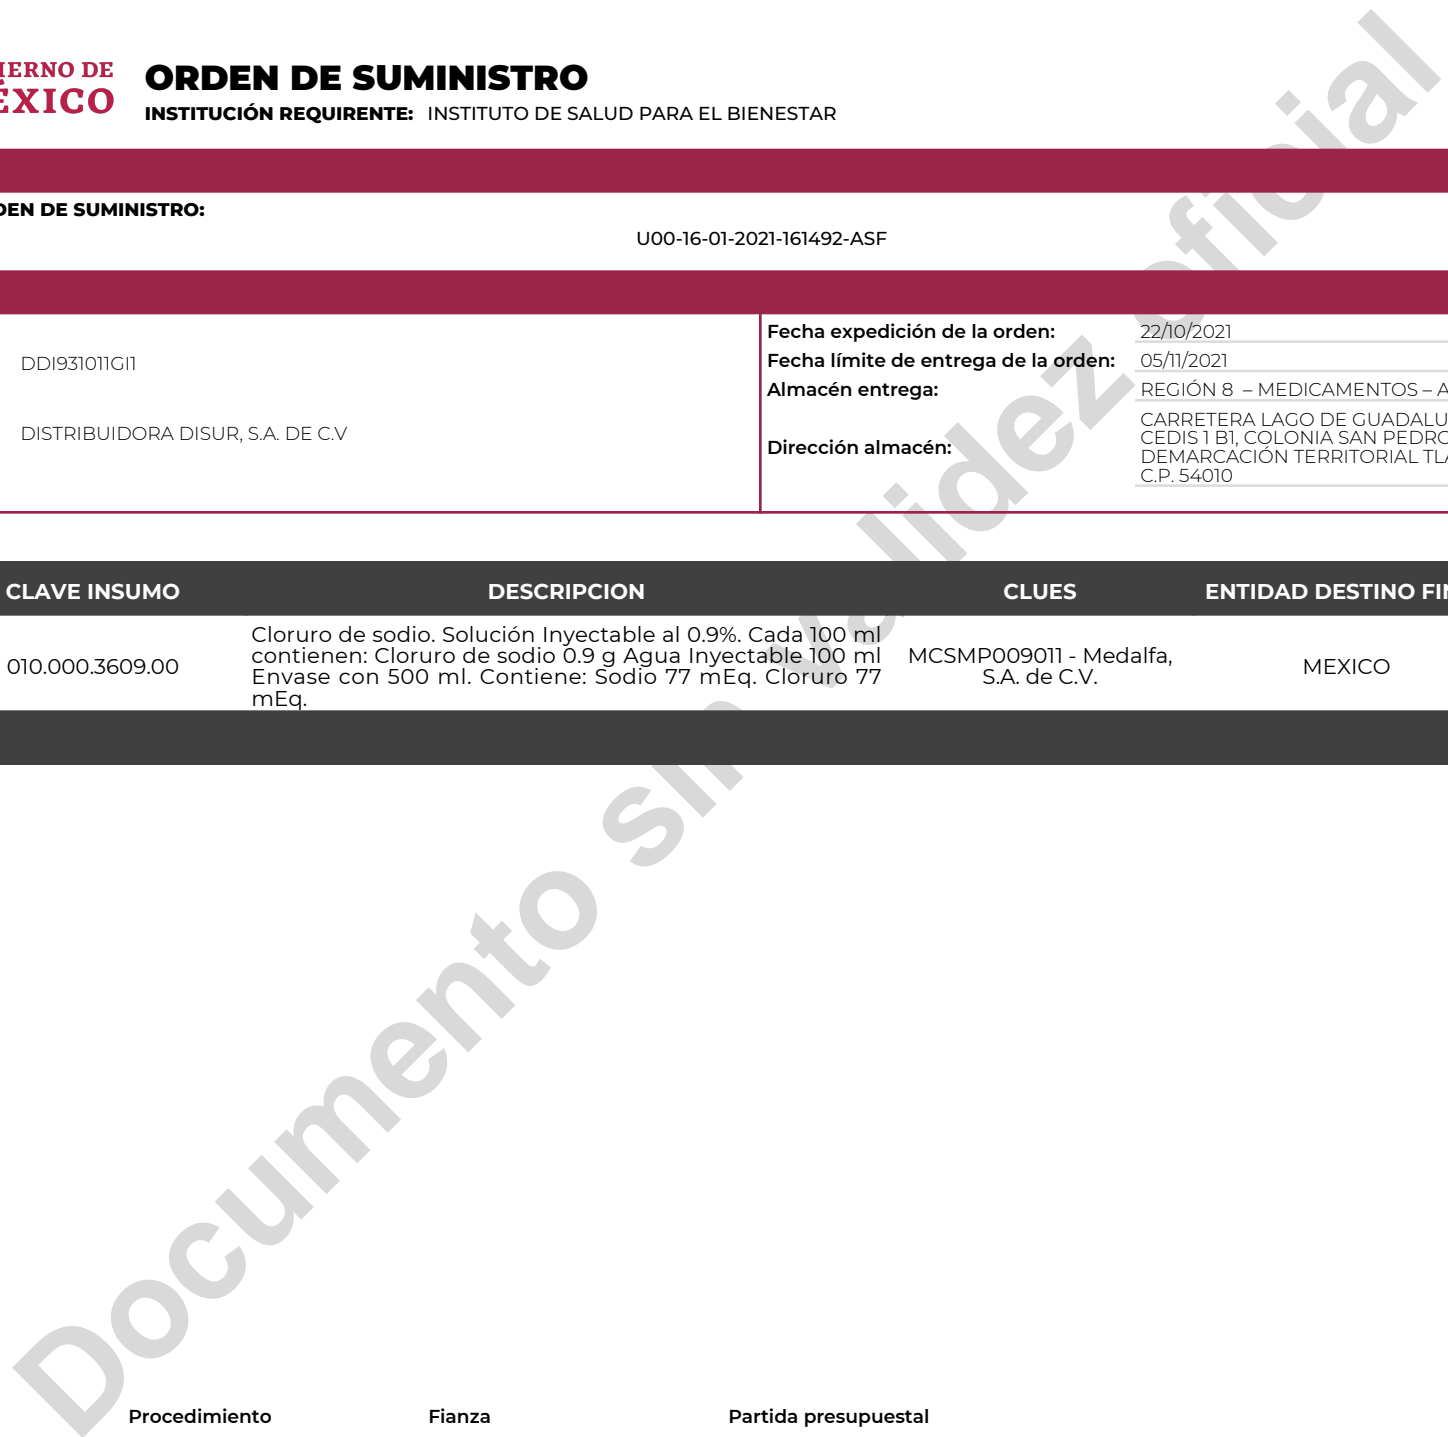 ORDEN DE SUMINISTRO
INSTITUCIÓN REQUIRENTE: INSTITUTO DE SALUD PARA EL BIENESTAR
DE SUMINISTRO:
U00-16-01-2021-161492-ASF
DDI931011GI1
DISTRIBUIDORA DISUR, S.A. DE C.V
Fecha expedición de la orden: 22/10/2021
Fecha límite de entrega de la orden: 05/11/2021
Almacén entrega: REGIÓN 8 – MEDICAMENTOS – A
Dirección almacén: CARRETERA LAGO DE GUADALU
CEDIS 1 B1, COLONIA SAN PEDRO
DEMARCACIÓN TERRITORIAL TLA
C.P. 54010
CLAVE INSUMO DESCRIPCION CLUES ENTIDAD DESTINO FIN
010.000.3609.00
Cloruro de sodio. Solución Inyectable al 0.9%. Cada 100 ml
contienen: Cloruro de sodio 0.9 g Agua Inyectable 100 ml
Envase con 500 ml. Contiene: Sodio 77 mEq. Cloruro 77
mEq.
MCSMP009011 - Medalfa,
S.A. de C.V.
MEXICO
Documento sin validez oficial
Procedimiento Fianza Partida presupuestal